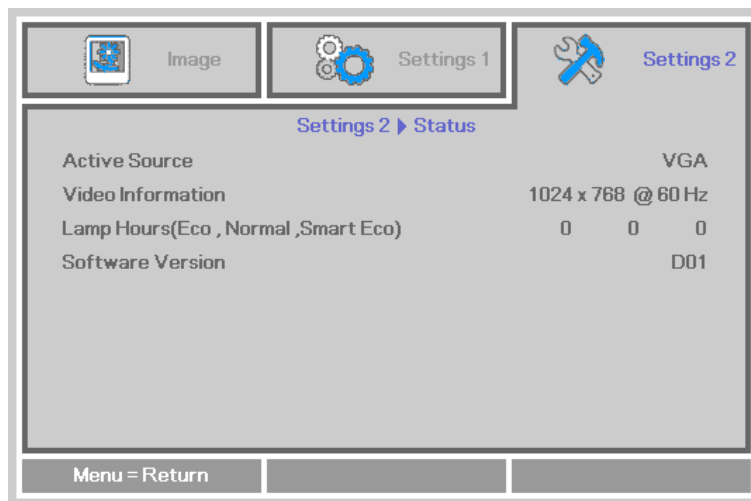 Image
Settings 1
Settings 2
Settings 2 ▶ Status
Active Source VGA
Video Information 1024 x 768 @ 60 Hz
Lamp Hours(Eco , Normal ,Smart Eco) 0 0 0
Software Version D01
Menu = Return